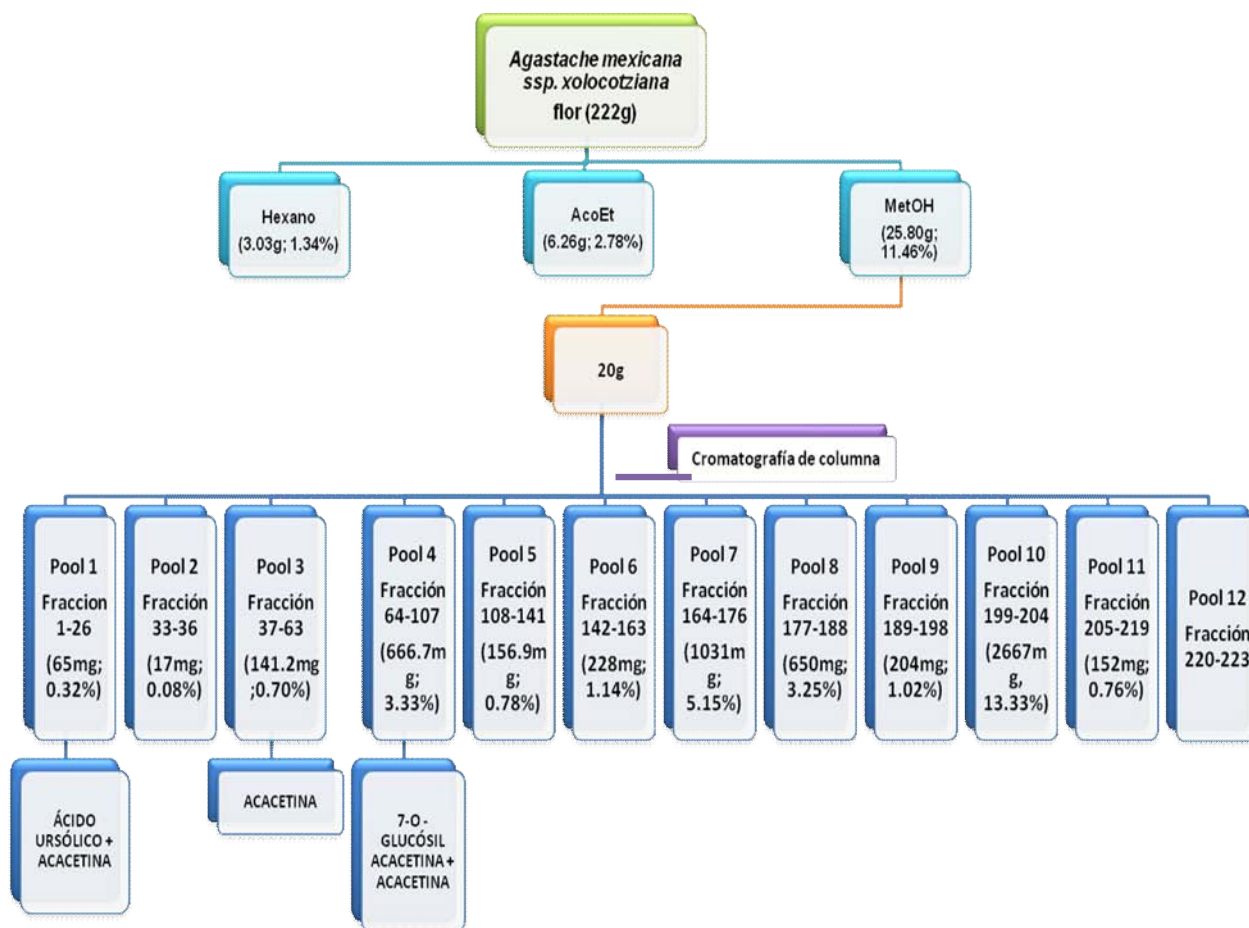 Agastache mexicana
ssp. xolocotziana
flor (222g)
Hexano
(3.03g; 1.34%)
AcoEt
(6.26g; 2.78%)
MetOH
(25.80g;
11.46%)
20g
Cromatografía de columna
Pool 1
Fraccion
1-26
(65mg;
0.32%)
Pool 2
Fracción
33-36
(17mg;
0.08%)
Pool 3
Fracción
37-63
(141.2mg
;0.70%)
Pool 4
Fracción
64-107
(666.7m
g;
3.33%)
Pool 5
Fracción
108-141
(156.9m
g;
0.78%)
Pool 6
Fracción
142-163
(228mg;
1.14%)
Pool 7
Fracción
164-176
(1031m
g;
5.15%)
Pool 8
Fracción
177-188
(650mg;
3.25%)
Pool 9
Fracción
189-198
(204mg;
1.02%)
Pool 10
Fracción
199-204
(2667m
g,
13.33%)
Pool 11
Fracción
205-219
(152mg;
0.76%)
Pool 12
Fracción
220-223
ÁCIDO
URSÓLICO +
ACACETINA
ACACETINA
7-O -
GLUCÓSIL
ACACETINA +
ACACETINA